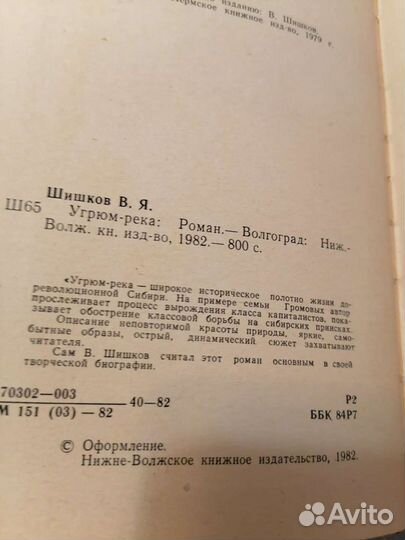 изданию: В. Шишков.
Пермское книжное изд-во, 1979 г.
Шишков В. Я.
Ш65 Угрюм-река: Роман.— Волгоград: Ниж.-
Волж. кн. изд-во, 1982.— 800 с.
«Угрюм-река — широкое историческое полотно жизни до-
революционной Сибири. На примере семьи Громовых автор
прослеживает процесс вырождения класса капиталистов, пока-
зывает обострение классовой борьбы на сибирских приисках.
Описание неповторимой красоты природы, яркие, само-
бытные образы, острый, динамический сюжет захватывают
читателя.
Сам В. Шишков считал этот роман основным в своей
творческой биографии.
70302—003
М 151 (03)—82
40—82
Р2
ББК 84Р7
© Оформление.
Нижне-Волжское книжное издательство, 1982.
Avito